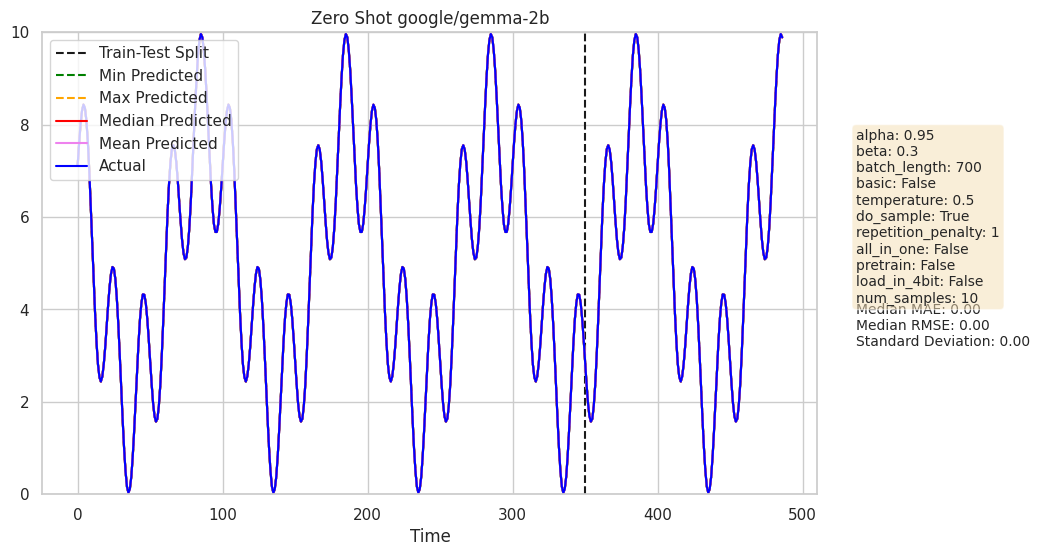 Zero Shot google/gemma-2b
10
8
6
4
2
0
Train-Test Split
Min Predicted
Max Predicted
Median Predicted
Mean Predicted
Actual
alpha: 0.95
beta: 0.3
batch_length: 700
basic: False
temperature: 0.5
do_sample: True
repetition_penalty: 1
all_in_one: False
pretrain: False
load_in_4bit: False
num_samples: 10
Median MAE: 0.00
Median RMSE: 0.00
Standard Deviation: 0.00
0
100
200
300
400
500
Time